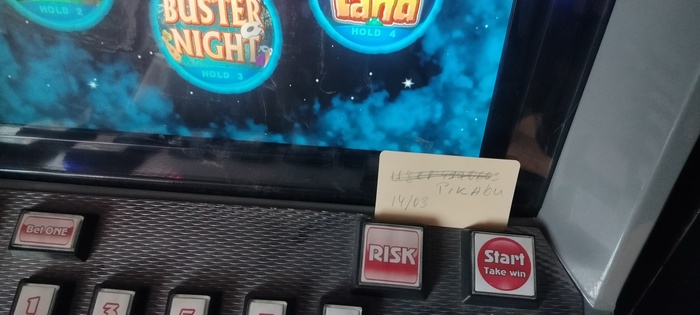 HOLD 2
BUSTER
NIGHT
HOLD 3
Land
HOLD 4
PIKABU
14/03
Bet ONE
RISK
Start
Take win
1
3
5